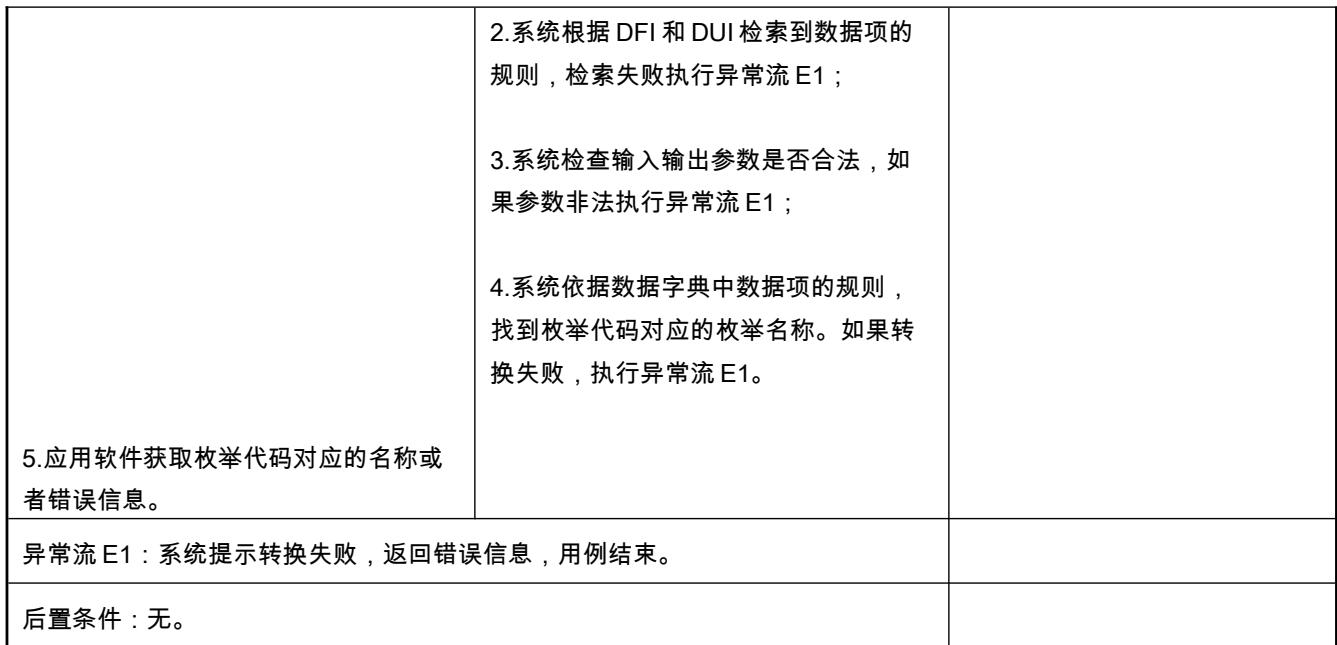 2.系统根据 DFI 和 DUI 检索到数据项的
规则，检索失败执行异常流 E1；
3.系统检查输入输出参数是否合法，如
果参数非法执行异常流 E1；
4.系统依据数据字典中数据项的规则，
找到枚举代码对应的枚举名称。如果转
换失败，执行异常流 E1。
5.应用软件获取枚举代码对应的名称或
者错误信息。
异常流 E1：系统提示转换失败，返回错误信息，用例结束。
后置条件：无。